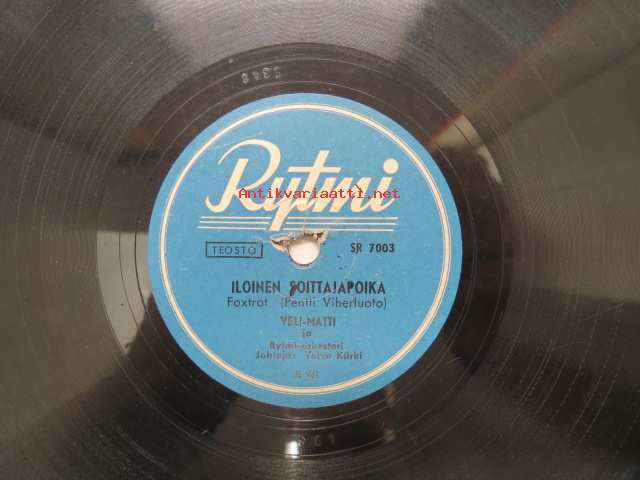 Rytmi
Antikvariaatti.net
TEOSTO SR 7003
ILOINEN SOITTAJAPOIKA
Foxtrot (Pentti Viherluoto)
VELI-MATTI
ja
Rytmi-orkesteri
Johtaja: Toivo Kärki